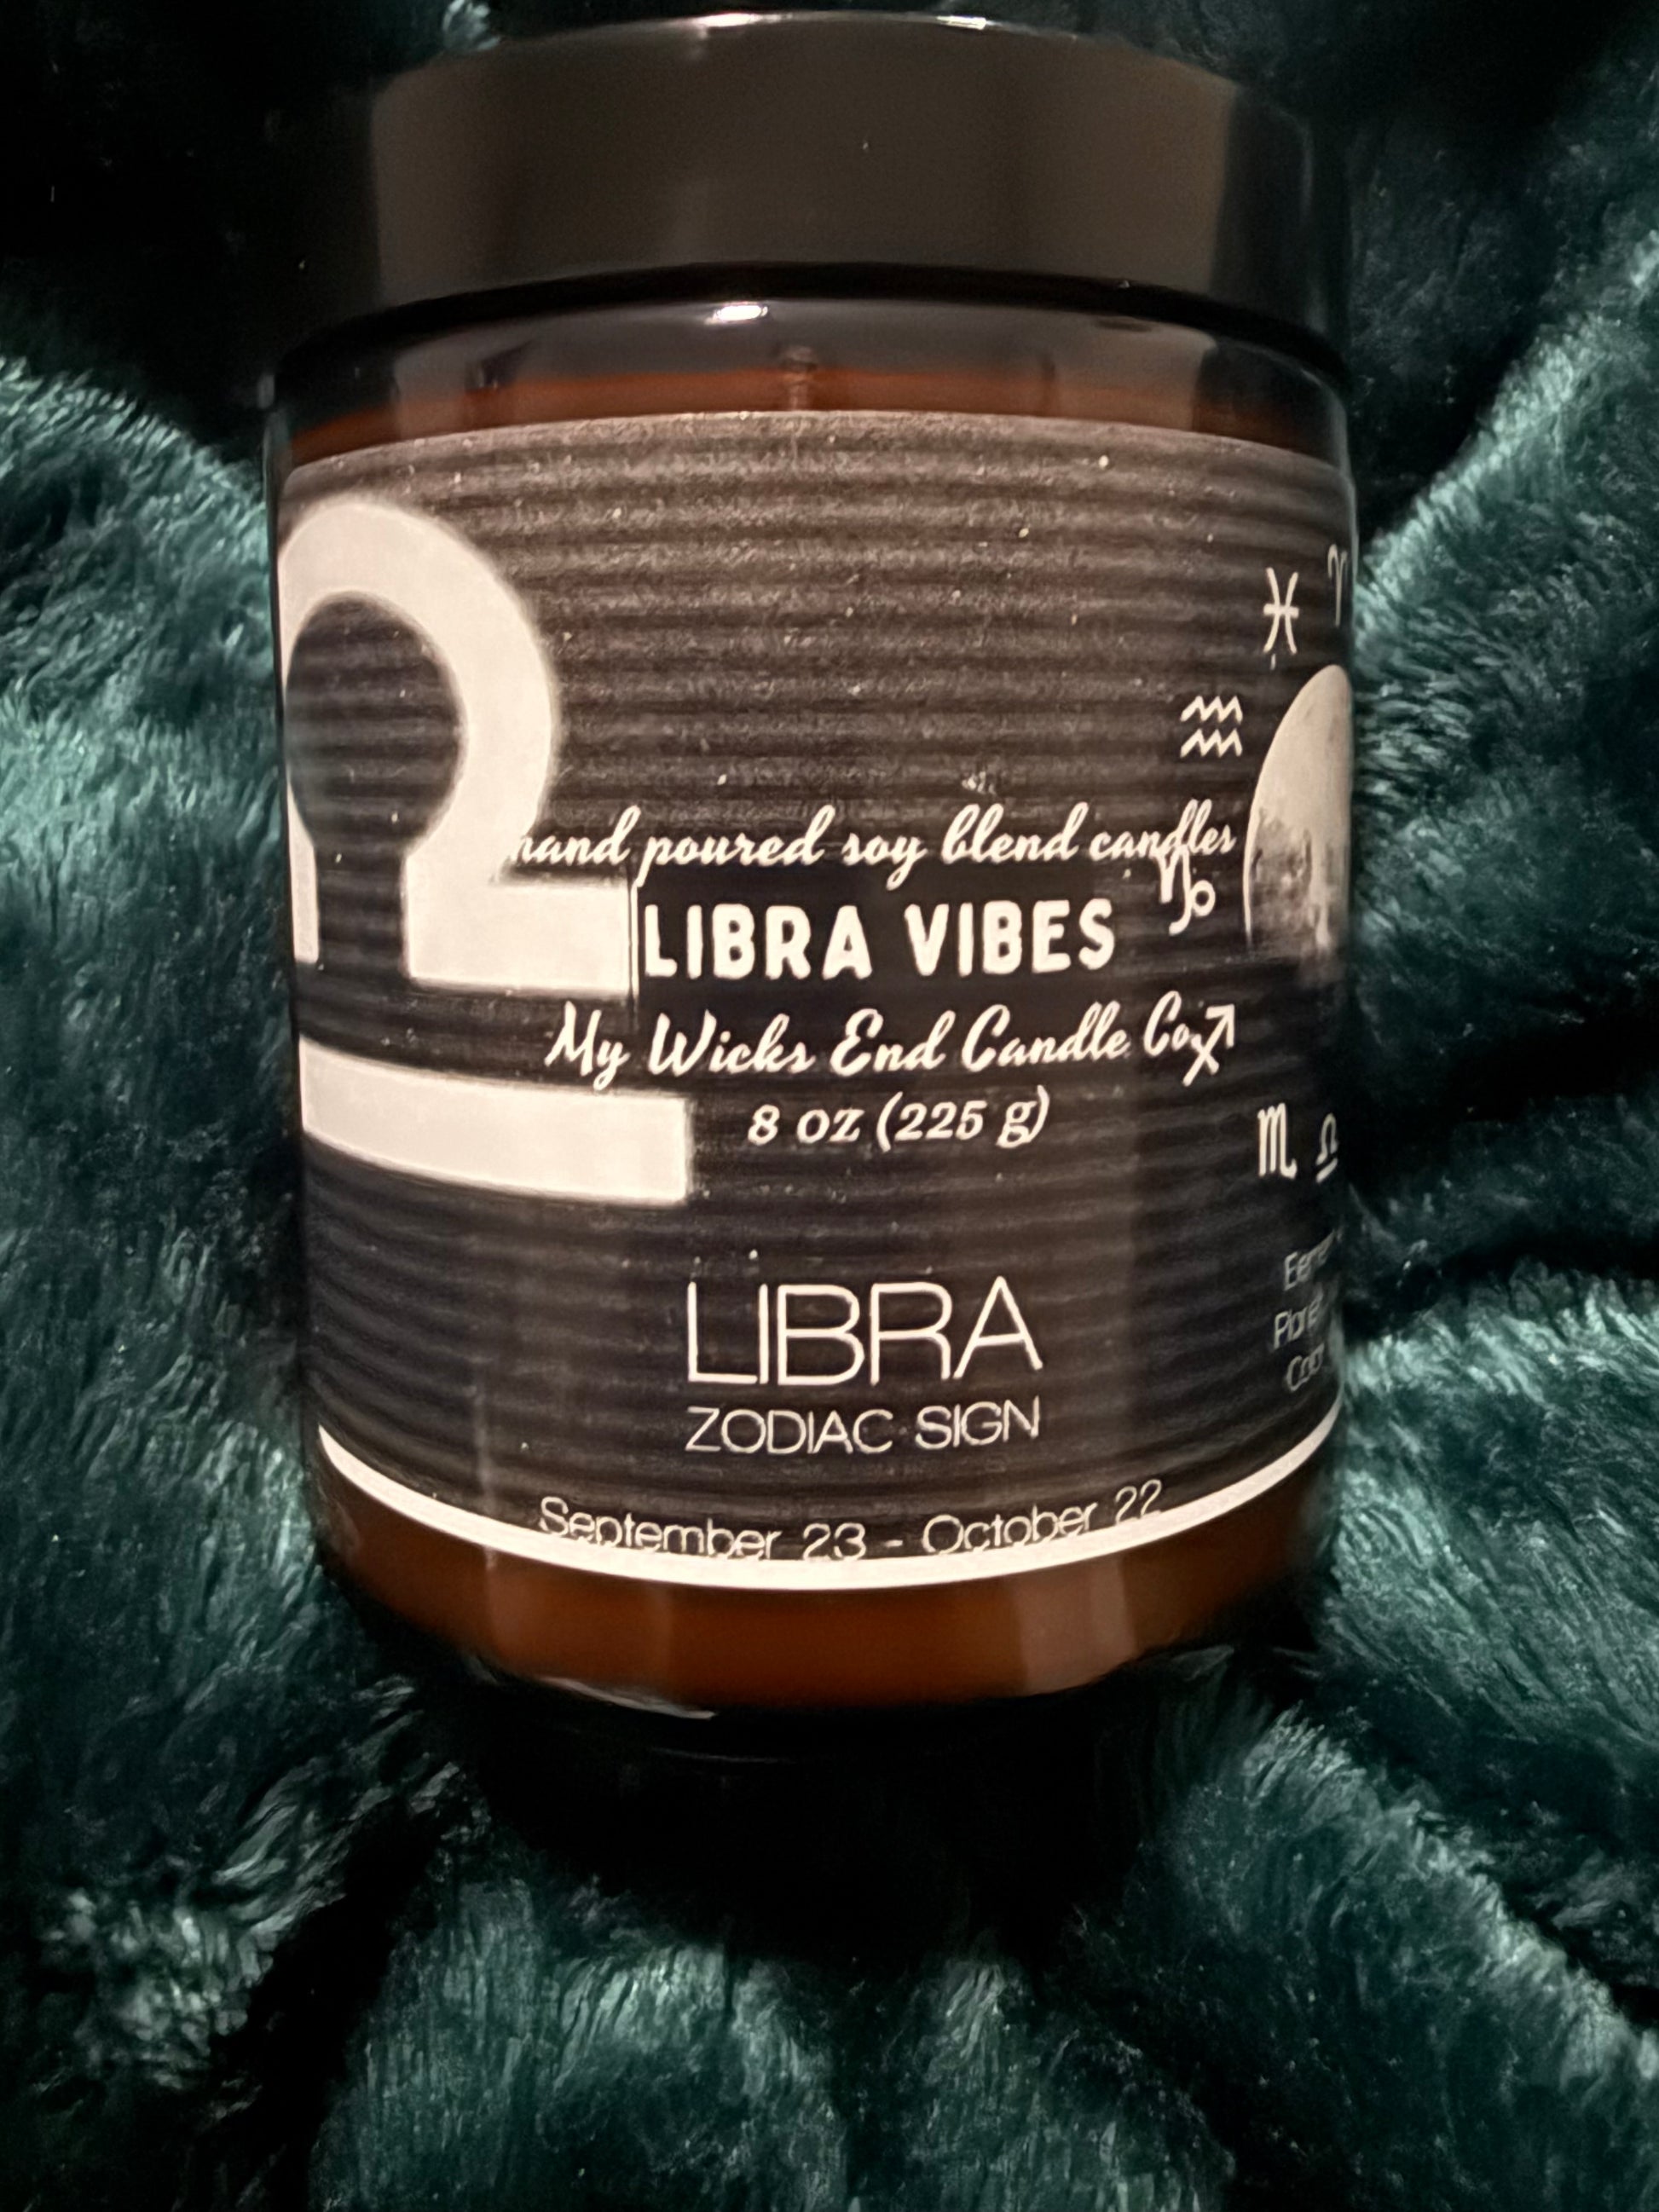 hand poured soy blend candles
LIBRA VIBES
My Wicks End Candle Co.
8 oz (225 g)
LIBRA
ZODIAC SIGN
September 23 - October 22